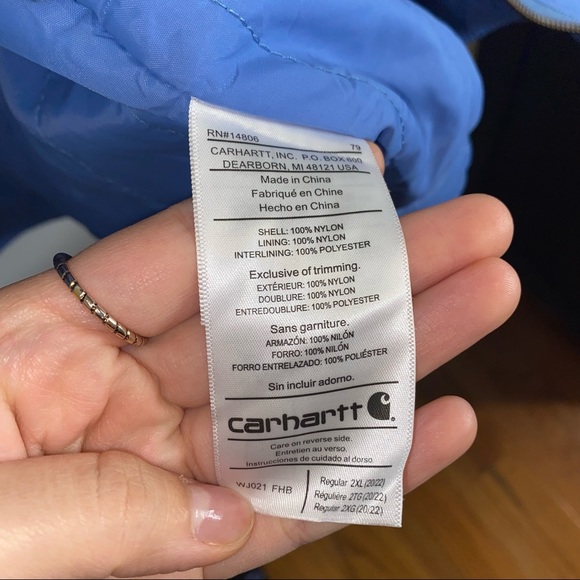 RN#14806 79
CARHARTT, INC. P.O. BOX 600
DEARBORN, MI 48121 USA
Made in China
Fabriqué en Chine
Hecho en China
SHELL: 100% NYLON
LINING: 100% NYLON
INTERLINING: 100% POLYESTER
Exclusive of trimming.
EXTÉRIEUR: 100% NYLON
DOUBLURE: 100% NYLON
ENTREDOUBLURE: 100% POLYESTER
Sans garniture.
ARMAZÓN: 100% NILÓN
FORRO: 100% NILÓN
FORRO ENTRELAZADO: 100% POLIÉSTER
Sin incluir adorno.
carhartt
Care on reverse side.
Entretien au verso.
Instrucciones de cuidado al dorso.
WJ021 FHB
Regular 2XL (20/22)
Régulière 2TG (20/22)
Regular 2XG (20/22)